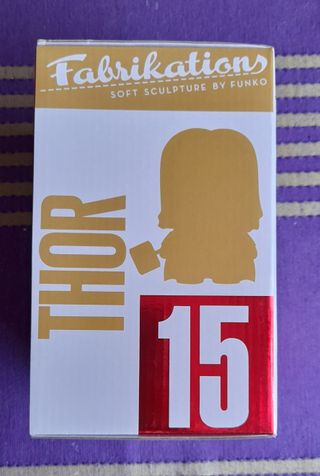 Fabrikations
SOFT SCULPTURE BY FUNKO
THOR
15